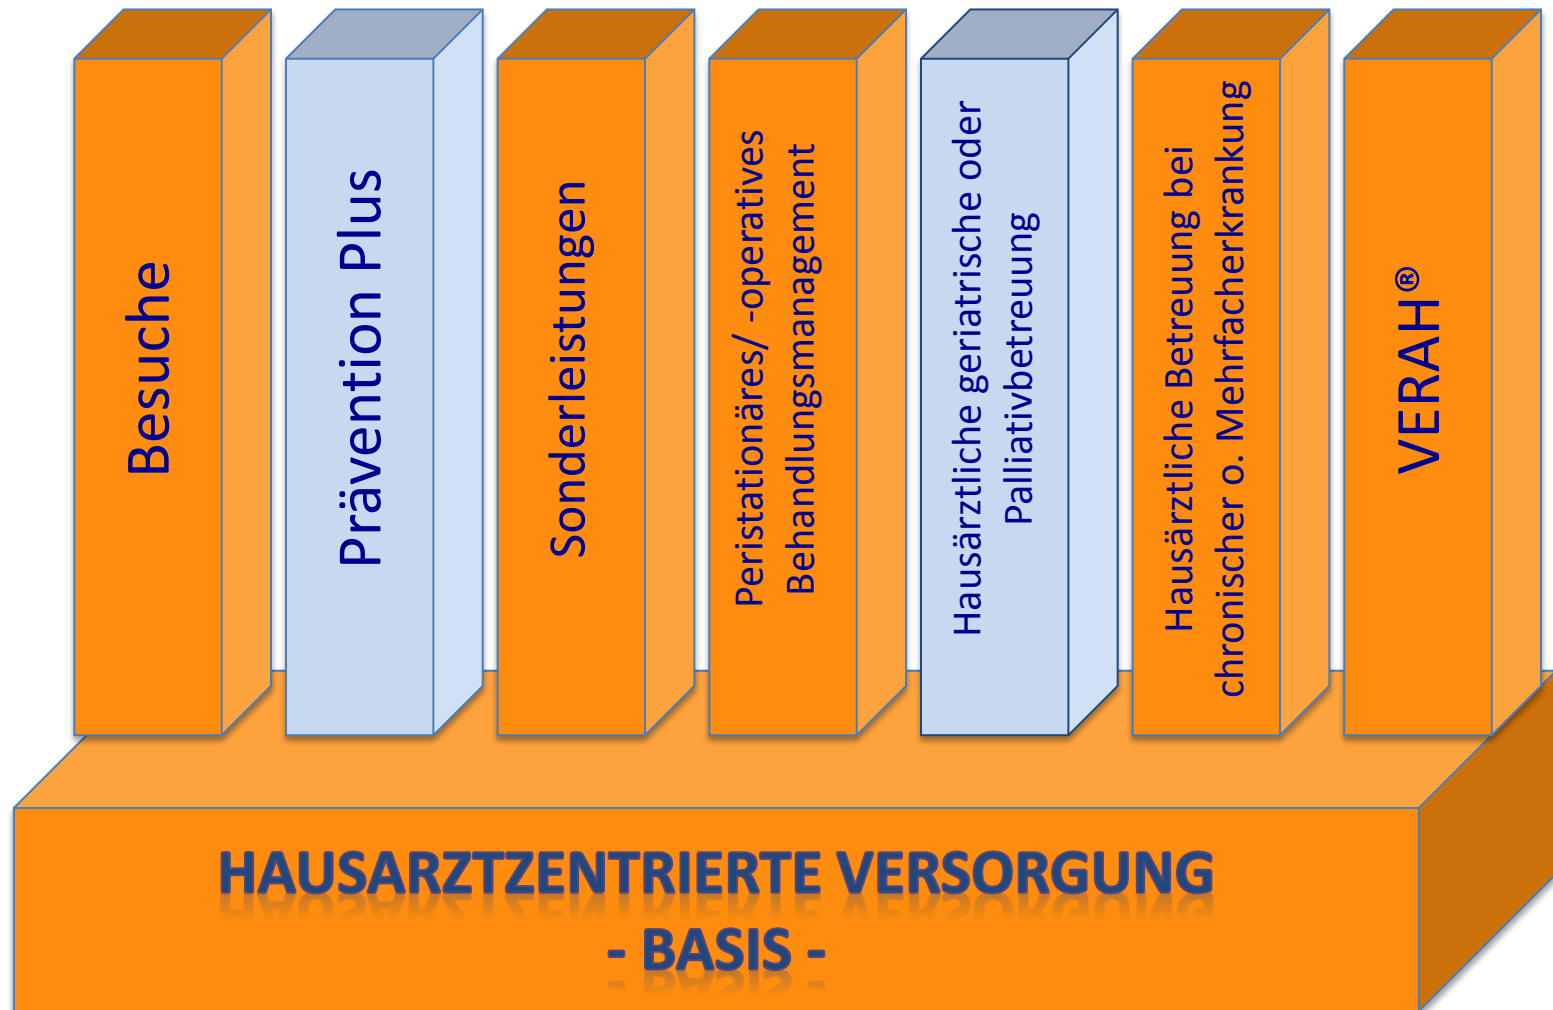 Besuche
Prävention Plus
Sonderleistungen
Peristationäres/ -operatives
Behandlungsmanagement
Hausärztliche geriatrische oder
Palliativbetreuung
Hausärztliche Betreuung bei
chronischer o. Mehrfacherkrankung
VERAH®
HAUSARZTZENTRIERTE VERSORGUNG
- BASIS -